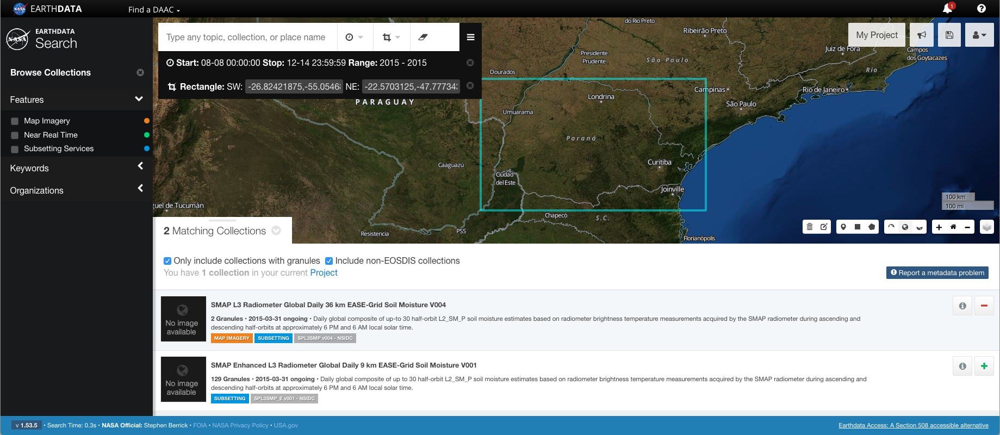 NASA EARTHDATA
Find a DAAC
1
NASA
EARTHDATA
Search
Browse Collections
Features
Map Imagery
Near Real Time
Subsetting Services
Keywords
Organizations
Type any topic, collection, or place name
Start: 08-08 00:00:00 Stop: 12-14 23:59:59 Range: 2015 - 2015
Rectangle: SW: -26.82421875,-55.0546 NE: -22.5703125,-47.77734
My Project
do Rio Preto
Ribeirão Preto
Juiz de Fora
Campos
dos Goytacazes
Presidente
Prudente
São Paulo
Rio
Dourados
Campinas
Rio de Janeiro
São Paulo
Londrina
PARAGUAY
Umuarama
Paraná
Caaguazú
Curitiba
Ciudad
del Este
Joinville
guel de Tucumán
Chapecó
S.C.
Resistencia
PSS
Florianópolis
100 km
100 mi
2 Matching Collections
Only include collections with granules Include non-EOSDIS collections
You have 1 collection in your current Project
Report a metadata problem
No image
available
SMAP L3 Radiometer Global Daily 36 km EASE-Grid Soil Moisture V004
2 Granules • 2015-03-31 ongoing • Daily global composite of up-to 30 half-orbit L2_SM_P soil moisture estimates based on radiometer brightness temperature measurements acquired by the SMAP radiometer during ascending and
descending half-orbits at approximately 6 PM and 6 AM local solar time.
MAP IMAGERY SUBSETTING SPL3SMP v004 - NSIDC
No image
available
SMAP Enhanced L3 Radiometer Global Daily 9 km EASE-Grid Soil Moisture V001
129 Granules • 2015-03-31 ongoing • Daily global composite of up to 30 half-orbit L2_SM_P soil moisture estimates based on radiometer brightness temperature measurements acquired by the SMAP radiometer during ascending and
descending half-orbits at approximately 6 PM and 6 AM local solar time.
SUBSETTING SPL3SMP_E v001 - NSIDC
v 1.53.5 • Search Time: 0.3s • NASA Official: Stephen Berrick • FOIA • NASA Privacy Policy • USA.gov
Earthdata Access: A Section 508 accessible alternative